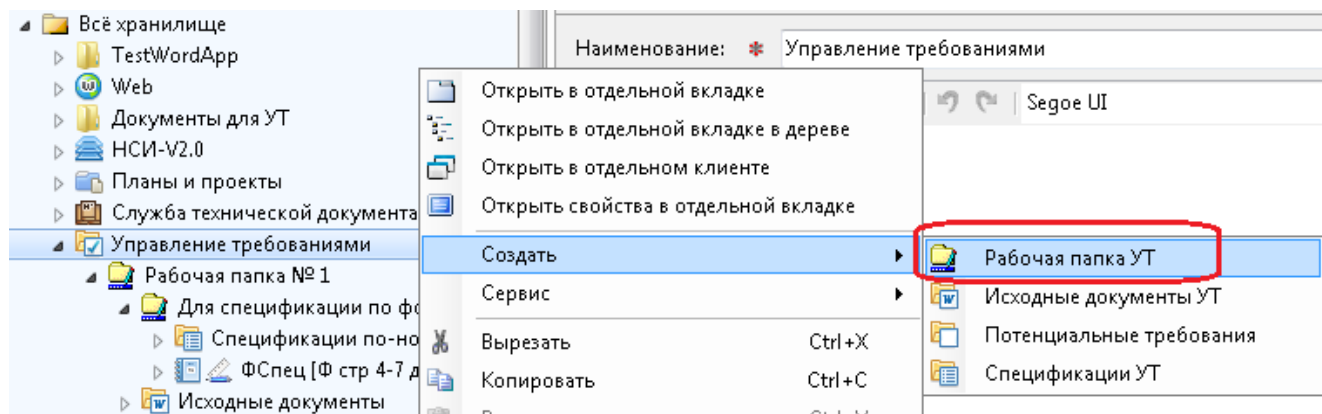 Всё хранилище
TestWordApp
Web
Документы для УТ
НСИ-V2.0
Планы и проекты
Служба технической документа
Управление требованиями
Рабочая папка № 1
Для спецификации по фо
Спецификации по-но
ФСпец [Ф стр 4-7 д
Исходные документы
Наименование: * Управление требованиями
Segoe UI
Открыть в отдельной вкладке
Открыть в отдельной вкладке в дереве
Открыть в отдельном клиенте
Открыть свойства в отдельной вкладке
Создать
Сервис
Вырезать Ctrl+X
Копировать Ctrl+C
Рабочая папка УТ
Исходные документы УТ
Потенциальные требования
Спецификации УТ